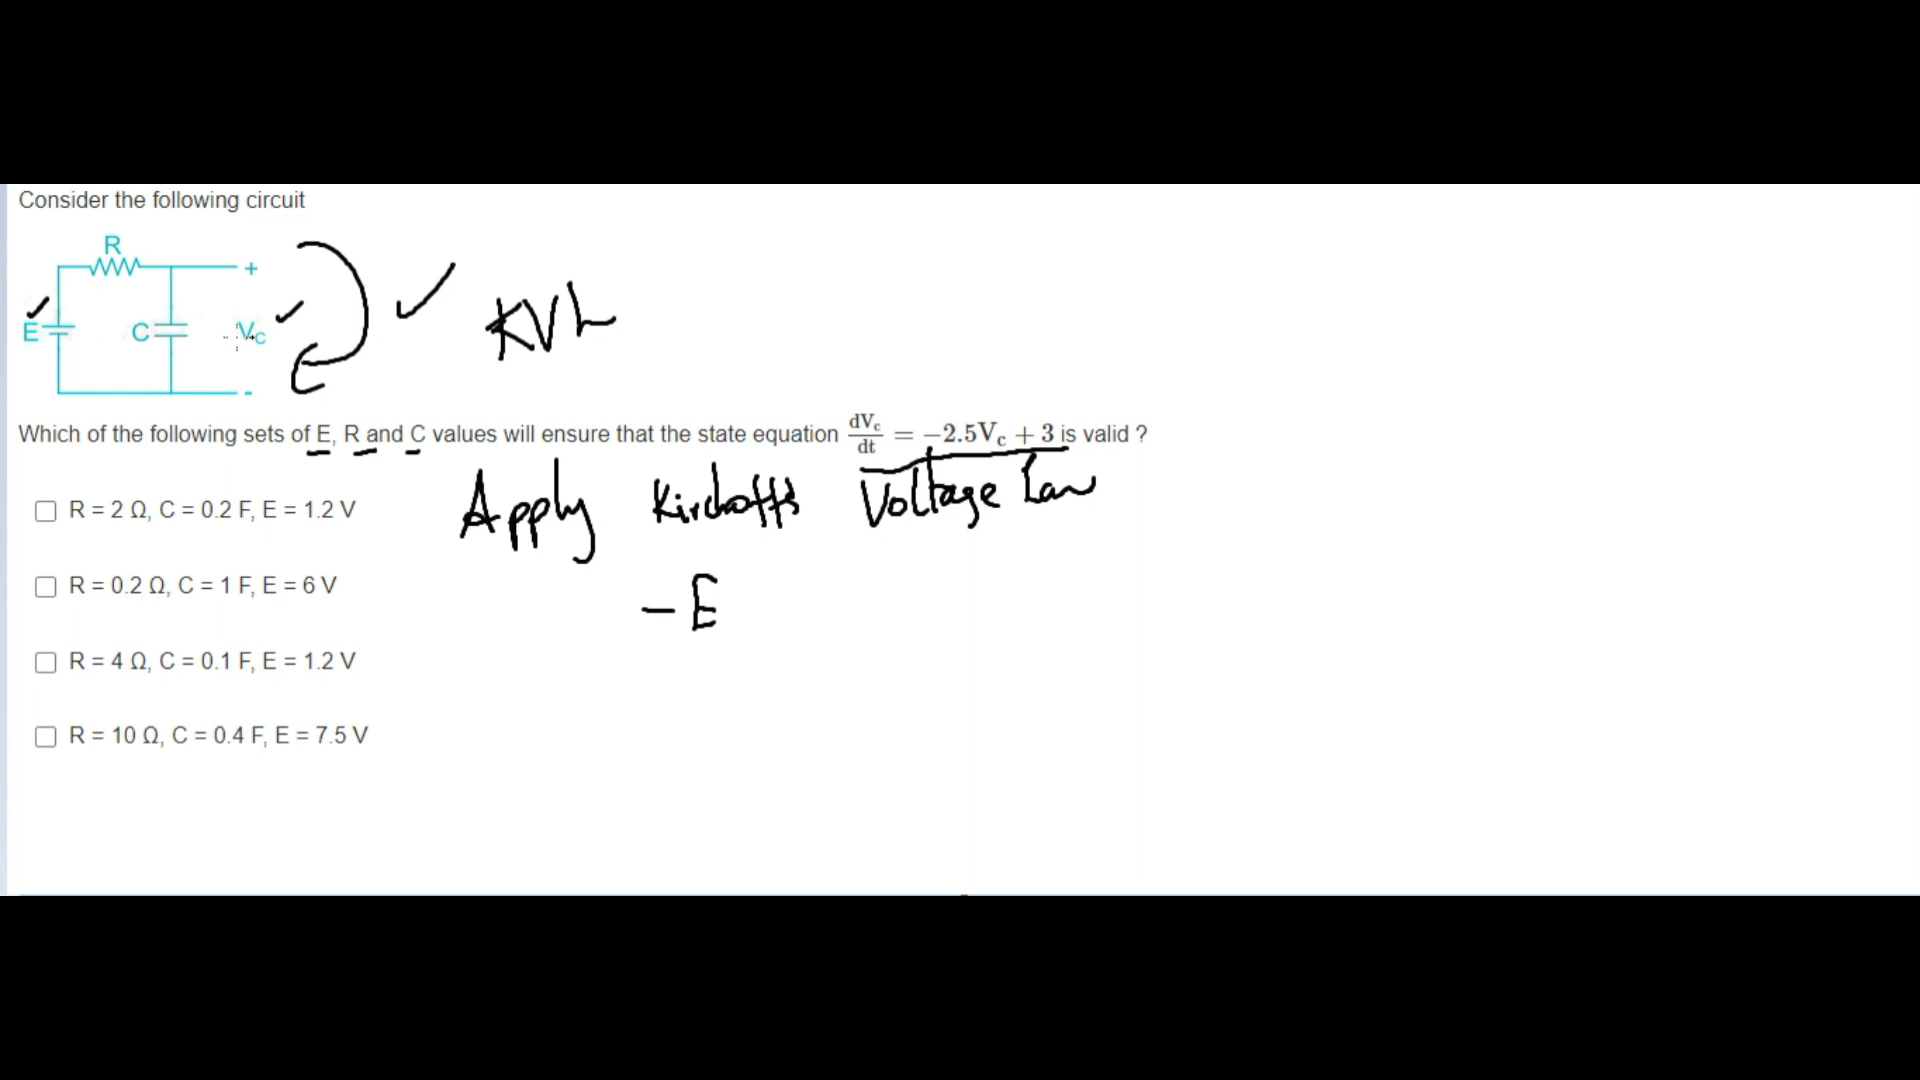 Consider the following circuit
R
+
E
C
Vc
-
KVL
Which of the following sets of E, R and C values will ensure that the state equation dVc/dt = −2.5Vc + 3 is valid ?
Apply Kirchoffs Voltage Law
R = 2 Ω, C = 0.2 F, E = 1.2 V
R = 0.2 Ω, C = 1 F, E = 6 V
− E
R = 4 Ω, C = 0.1 F, E = 1.2 V
R = 10 Ω, C = 0.4 F, E = 7.5 V